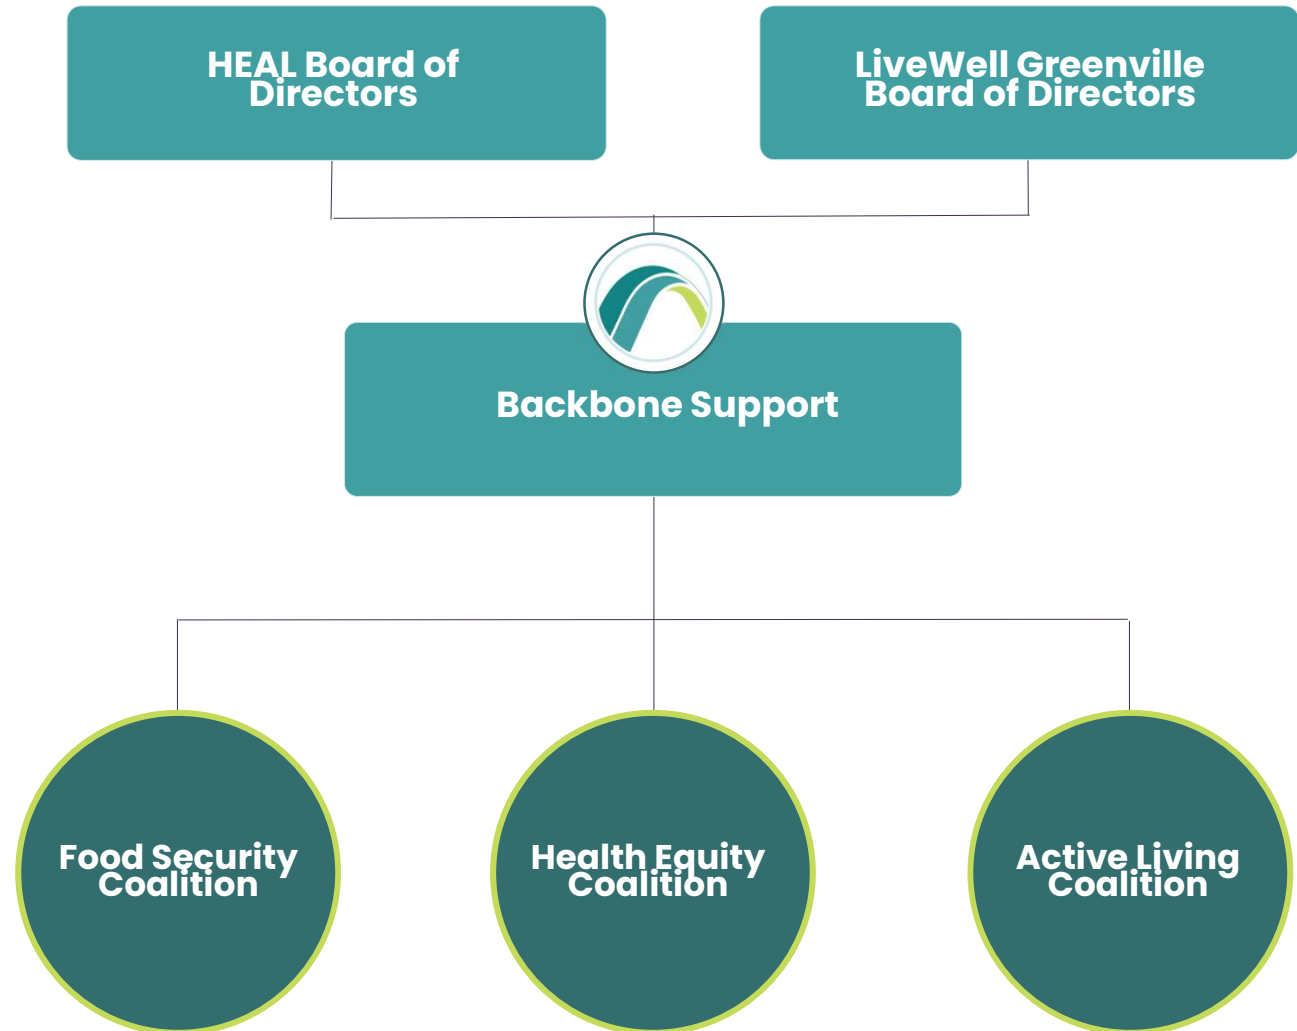 HEAL Board of
Directors
LiveWell Greenville
Board of Directors
Backbone Support
Food Security
Coalition
Health Equity
Coalition
Active Living
Coalition